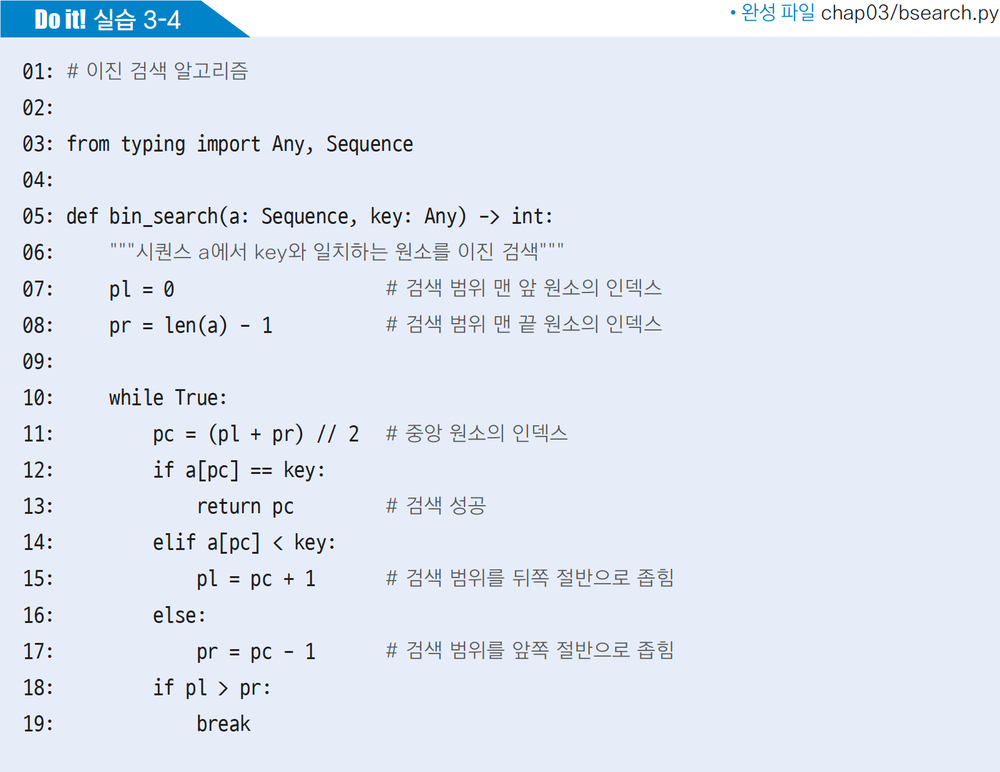 Do it! 실습 3-4
• 완성 파일 chap03/bsearch.py
01: # 이진 검색 알고리즘
02:
03: from typing import Any, Sequence
04:
05: def bin_search(a: Sequence, key: Any) -> int:
06:     """시퀀스 a에서 key와 일치하는 원소를 이진 검색"""
07:     pl = 0                    # 검색 범위 맨 앞 원소의 인덱스
08:     pr = len(a) - 1           # 검색 범위 맨 끝 원소의 인덱스
09:
10:     while True:
11:         pc = (pl + pr) // 2   # 중앙 원소의 인덱스
12:         if a[pc] == key:
13:             return pc         # 검색 성공
14:         elif a[pc] < key:
15:             pl = pc + 1       # 검색 범위를 뒤쪽 절반으로 좁힘
16:         else:
17:             pr = pc - 1       # 검색 범위를 앞쪽 절반으로 좁힘
18:         if pl > pr:
19:             break